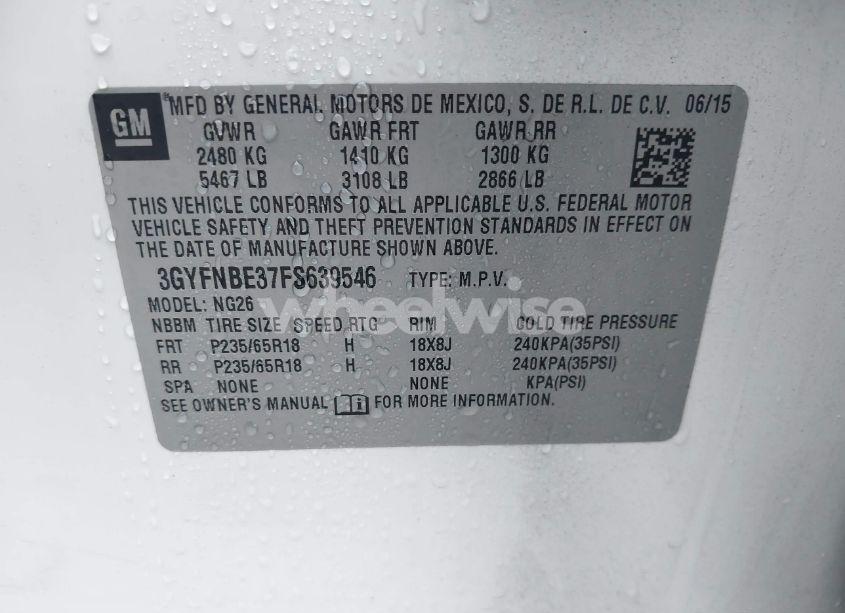 GM
MFD BY GENERAL MOTORS DE MEXICO, S. DE R.L. DE C.V. 06/15
GVWR GAWR FRT GAWR RR
2480 KG 1410 KG 1300 KG
5467 LB 3108 LB 2866 LB
THIS VEHICLE CONFORMS TO ALL APPLICABLE U.S. FEDERAL MOTOR
VEHICLE SAFETY AND THEFT PREVENTION STANDARDS IN EFFECT ON
THE DATE OF MANUFACTURE SHOWN ABOVE.
3GYFNBE37FS639546 TYPE: M.P.V.
MODEL: NG26
wheelwise
NBBM TIRE SIZE SPEED RTG RIM COLD TIRE PRESSURE
FRT P235/65R18 H 18X8J 240KPA(35PSI)
RR P235/65R18 H 18X8J 240KPA(35PSI)
SPA NONE NONE KPA(PSI)
SEE OWNER'S MANUAL FOR MORE INFORMATION.